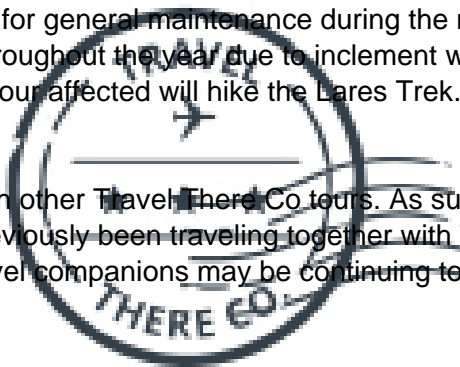 for general maintenance during the
roughout the year due to inclement w
our affected will hike the Lares Trek.
n other Travel There Co tours. As su
eviously been traveling together with
vel companions may be continuing to
TRAVEL
THERE CO.